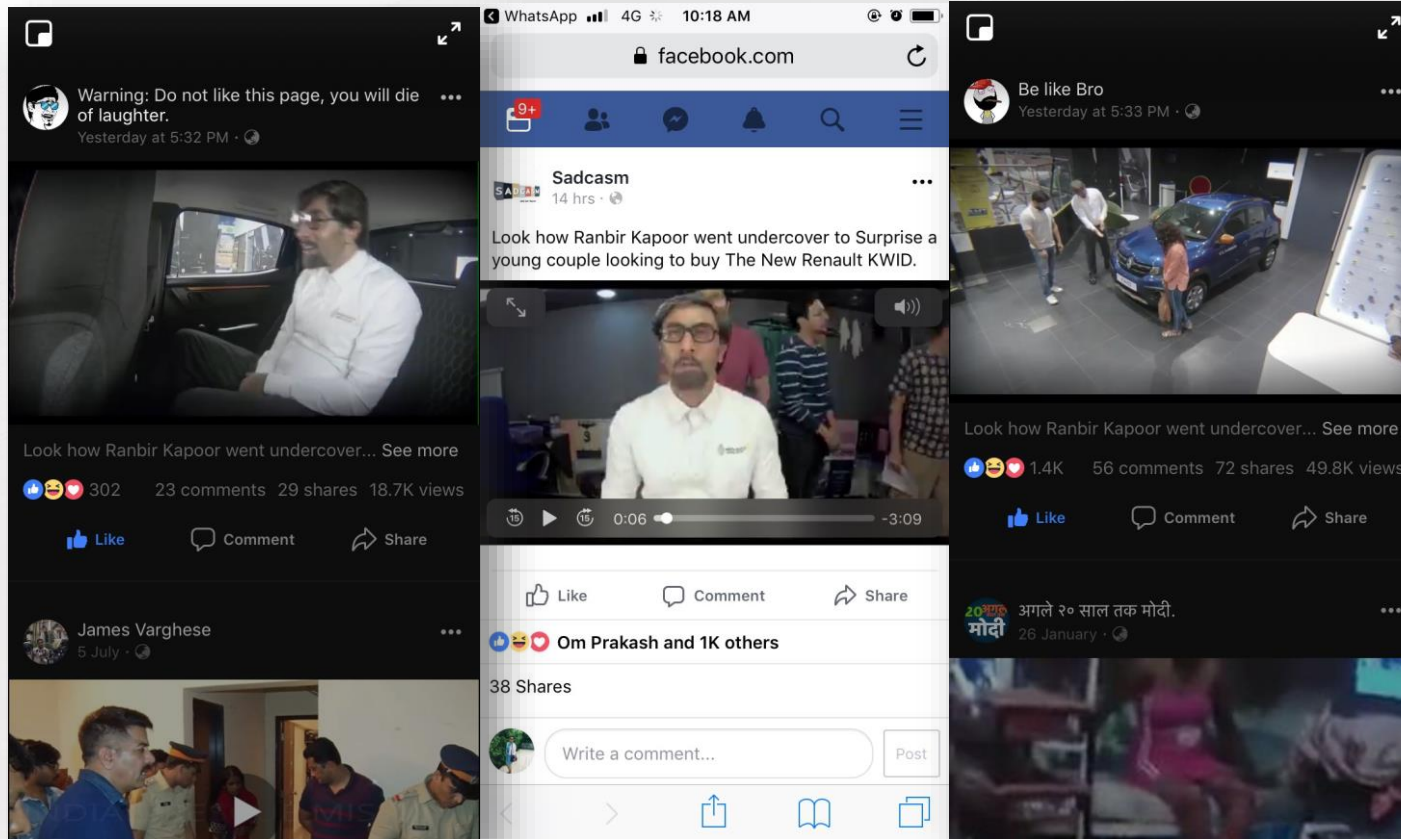 Warning: Do not like this page, you will die
of laughter.
Yesterday at 5:32 PM ·
Look how Ranbir Kapoor went undercover... See more
302 23 comments 29 shares 18.7K views
Like Comment Share
James Varghese
5 July ·
WhatsApp 4G 10:18 AM
facebook.com
9+
SADCASM
Sadcasm
14 hrs ·
Look how Ranbir Kapoor went undercover to Surprise a
young couple looking to buy The New Renault KWID.
3
15 15 0:06 -3:09
Like Comment Share
Om Prakash and 1K others
38 Shares
Write a comment... Post
Be like Bro
Yesterday at 5:33 PM ·
Look how Ranbir Kapoor went undercover... See more
1.4K 56 comments 72 shares 49.8K views
Like Comment Share
अगले २० साल तक मोदी.
26 January ·
20 अगले
मोदी